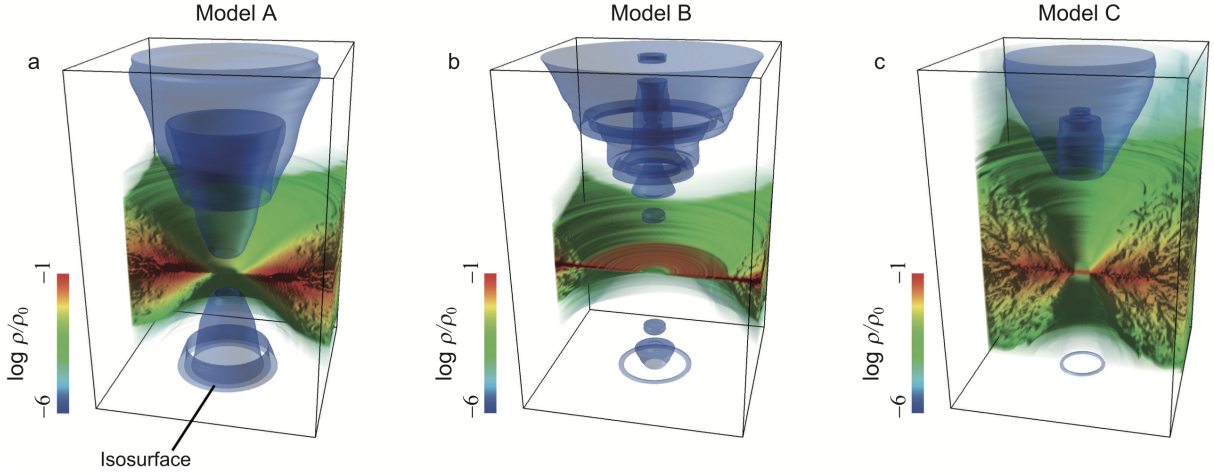 Model A
Model B
Model C
a
b
c
−1
log ρ/ρ₀
−6
−1
log ρ/ρ₀
−6
−1
log ρ/ρ₀
−6
Isosurface